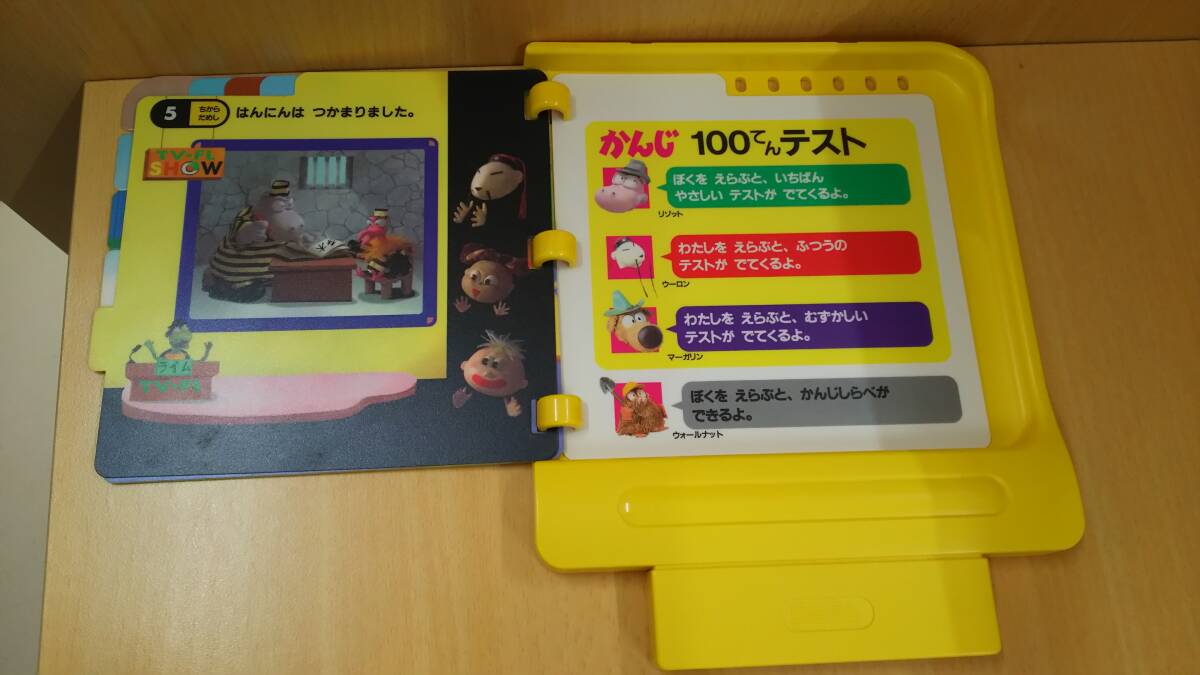 5
ちから
だめし
はんにんは つかまりました。
TV-FL
SHOW
ライム
かんじ 100てんテスト
ぼくを えらぶと、いちばん
やさしい テストが でてくるよ。
リゾット
わたしを えらぶと、ふつうの
テストが でてくるよ。
ウーロン
わたしを えらぶと、むずかしい
テストが でてくるよ。
マーガリン
ぼくを えらぶと、かんじしらべが
できるよ。
ウォールナット